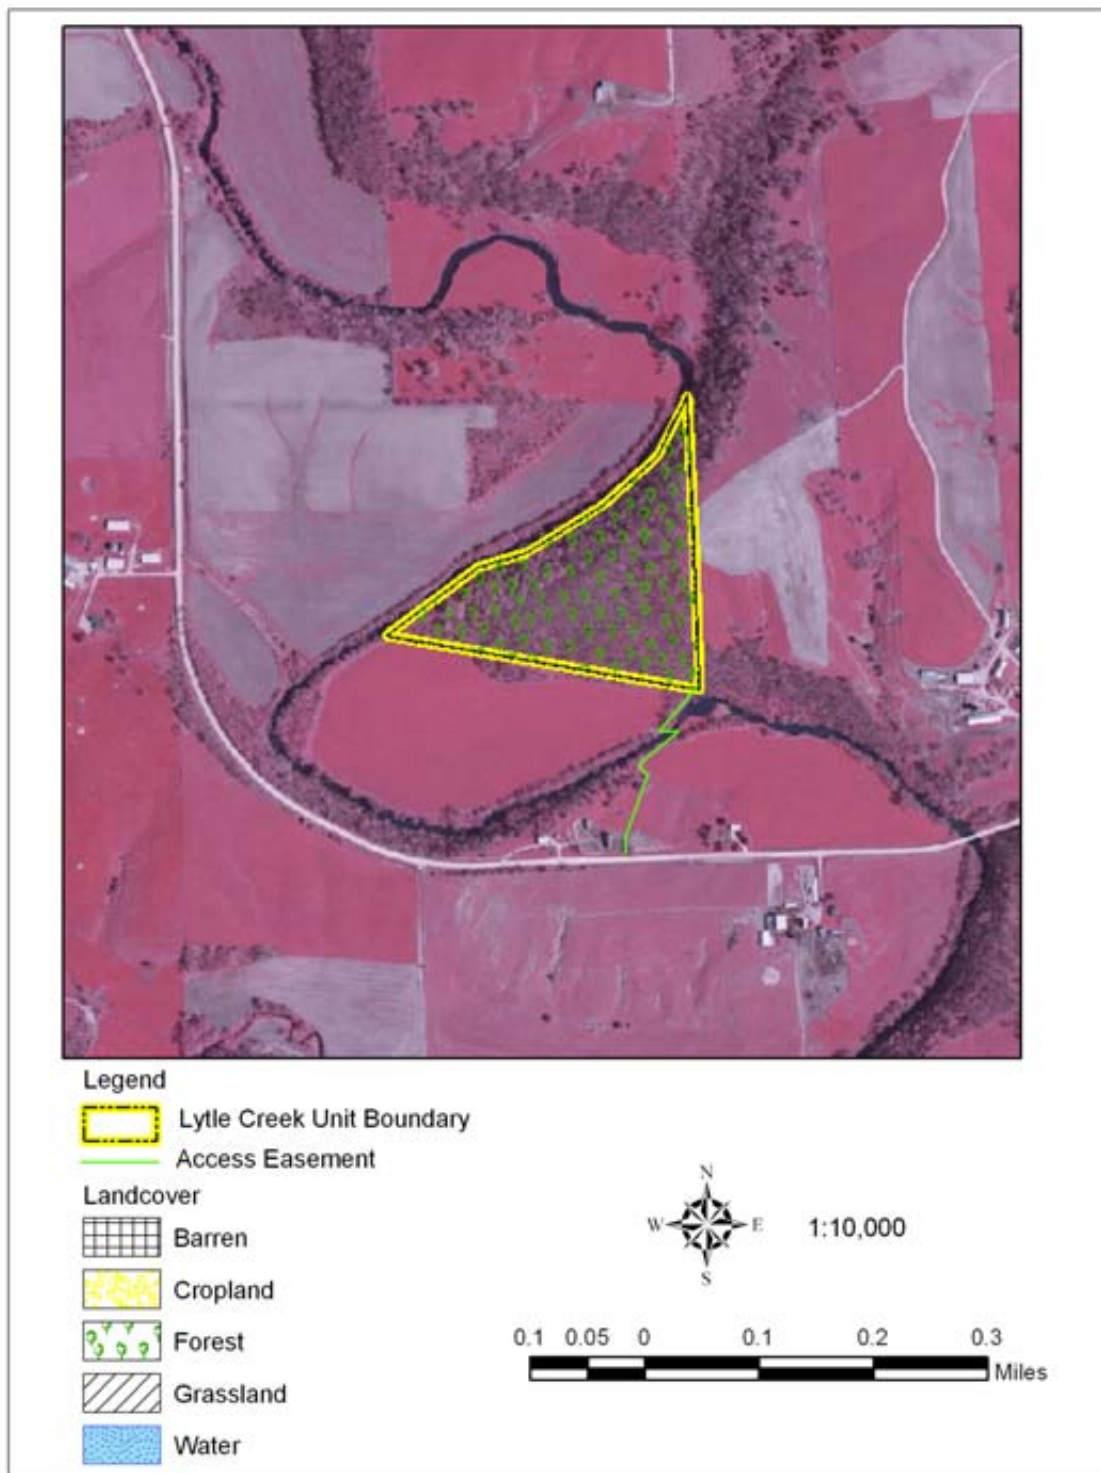 Legend
Lytle Creek Unit Boundary
Access Easement
Landcover
Barren
Cropland
Forest
Grassland
Water
N
W E
S
1:10,000
0.1 0.05 0 0.1 0.2 0.3
Miles